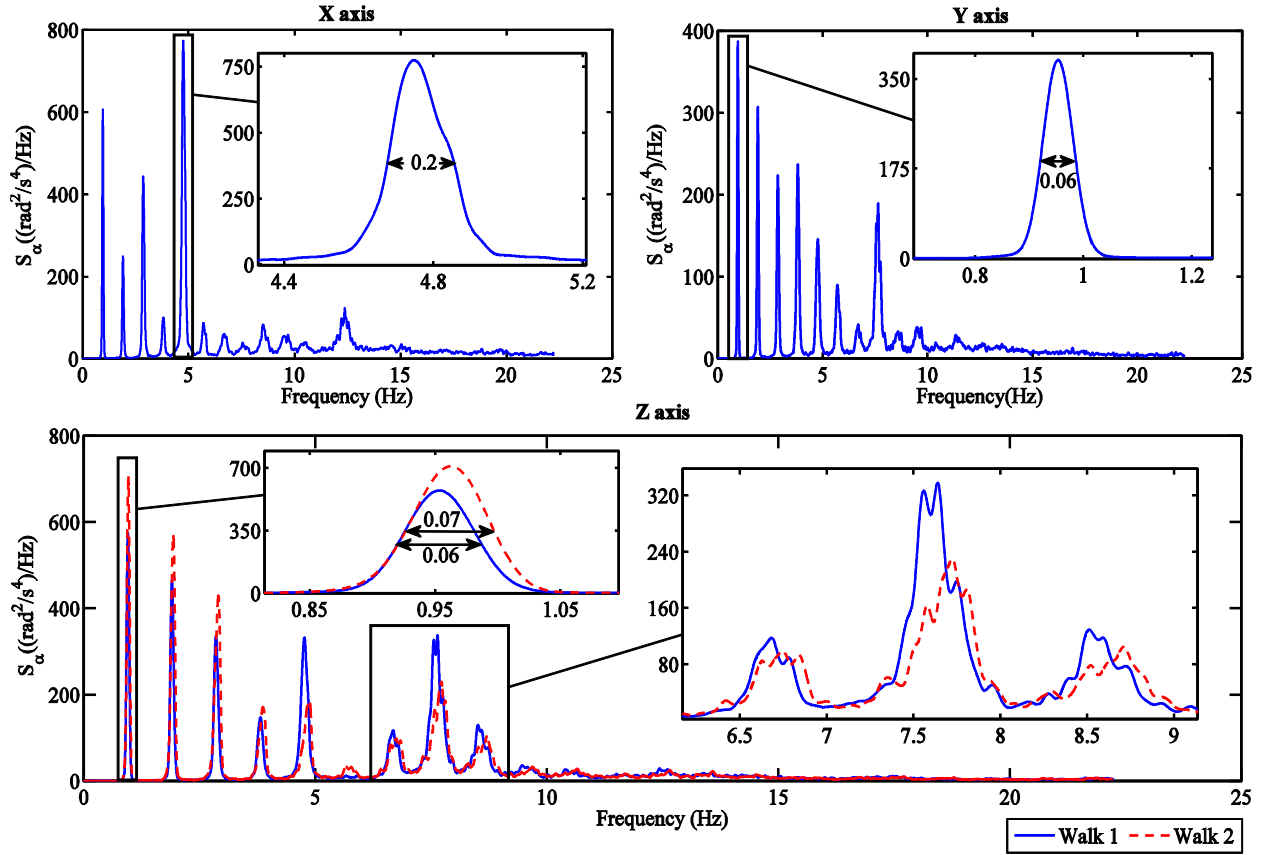 X axis
S_α((rad²/s⁴)/Hz)
800
600
400
200
0
0 5 10 15 20 25
Frequency (Hz)
750
500
250
0
4.4 4.8 5.2
0.2
Y axis
S_α((rad²/s⁴)/Hz)
400
300
200
100
0
0 5 10 15 20 25
Frequency(Hz)
350
175
0
0.8 1 1.2
0.06
Z axis
S_α((rad²/s⁴)/Hz)
800
600
400
200
0
0 5 10 15 20 25
Frequency (Hz)
700
350
0
0.85 0.95 1.05
0.07
0.06
320
240
160
80
6.5 7 7.5 8 8.5 9
Walk 1 Walk 2